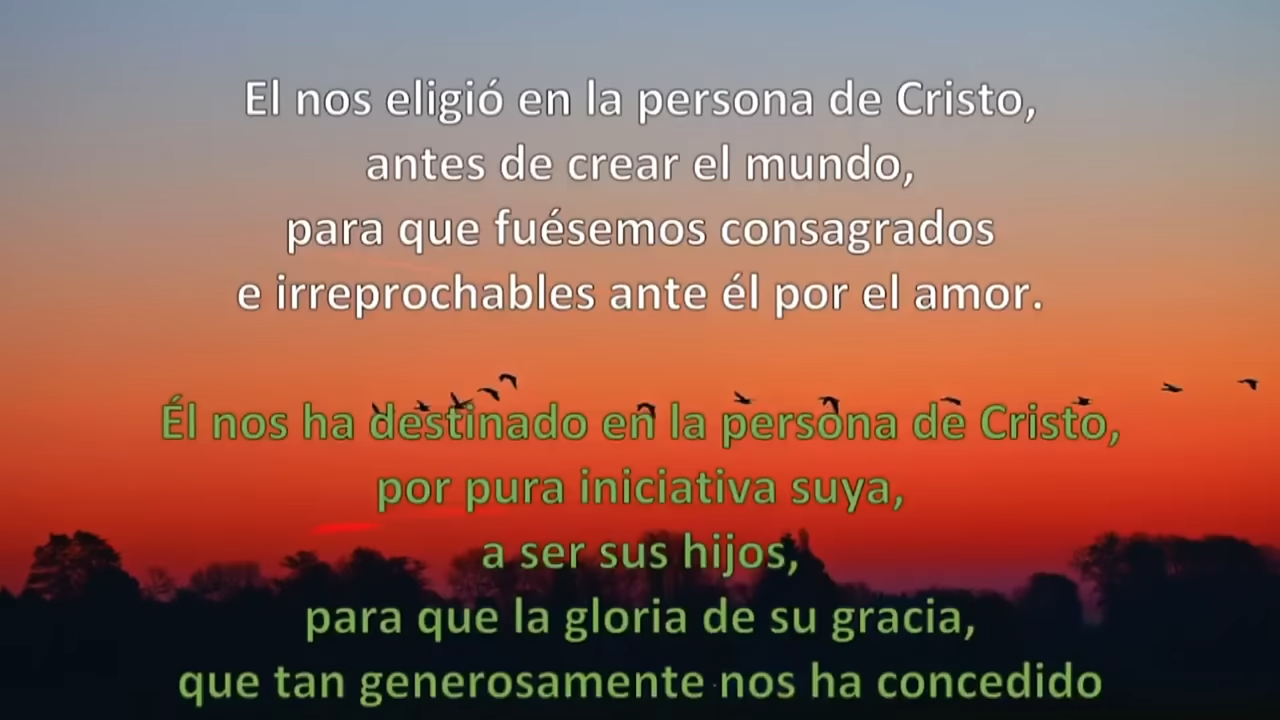 El nos eligió en la persona de Cristo,
antes de crear el mundo,
para que fuésemos consagrados
e irreprochables ante él por el amor.
Él nos ha destinado en la persona de Cristo,
por pura iniciativa suya,
a ser sus hijos,
para que la gloria de su gracia,
que tan generosamente nos ha concedido